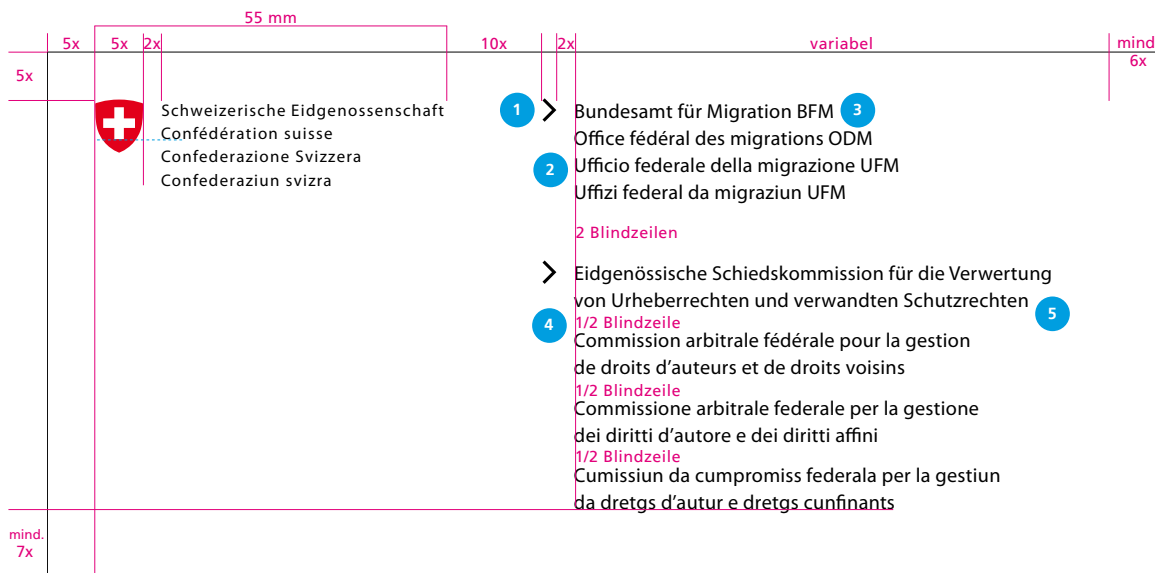 55 mm
5x
5x
2x
10x
2x
variabel
mind
6x
5x
Schweizerische Eidgenossenschaft
Confédération suisse
Confederazione Svizzera
Confederaziun svizra
1
Bundesamt für Migration BFM
3
Office fédéral des migrations ODM
2
Ufficio federale della migrazione UFM
Uffizi federal da migraziun UFM
2 Blindzeilen
Eidgenössische Schiedskommission für die Verwertung
von Urheberrechten und verwandten Schutzrechten
5
4
1/2 Blindzeile
Commission arbitrale fédérale pour la gestion
de droits d’auteurs et de droits voisins
1/2 Blindzeile
Commissione arbitrale federale per la gestione
dei diritti d’autore e dei diritti affini
1/2 Blindzeile
Cumissiun da cumpromiss federala per la gestiun
da dretgs d’autur e dretgs cunfinants
mind.
7x